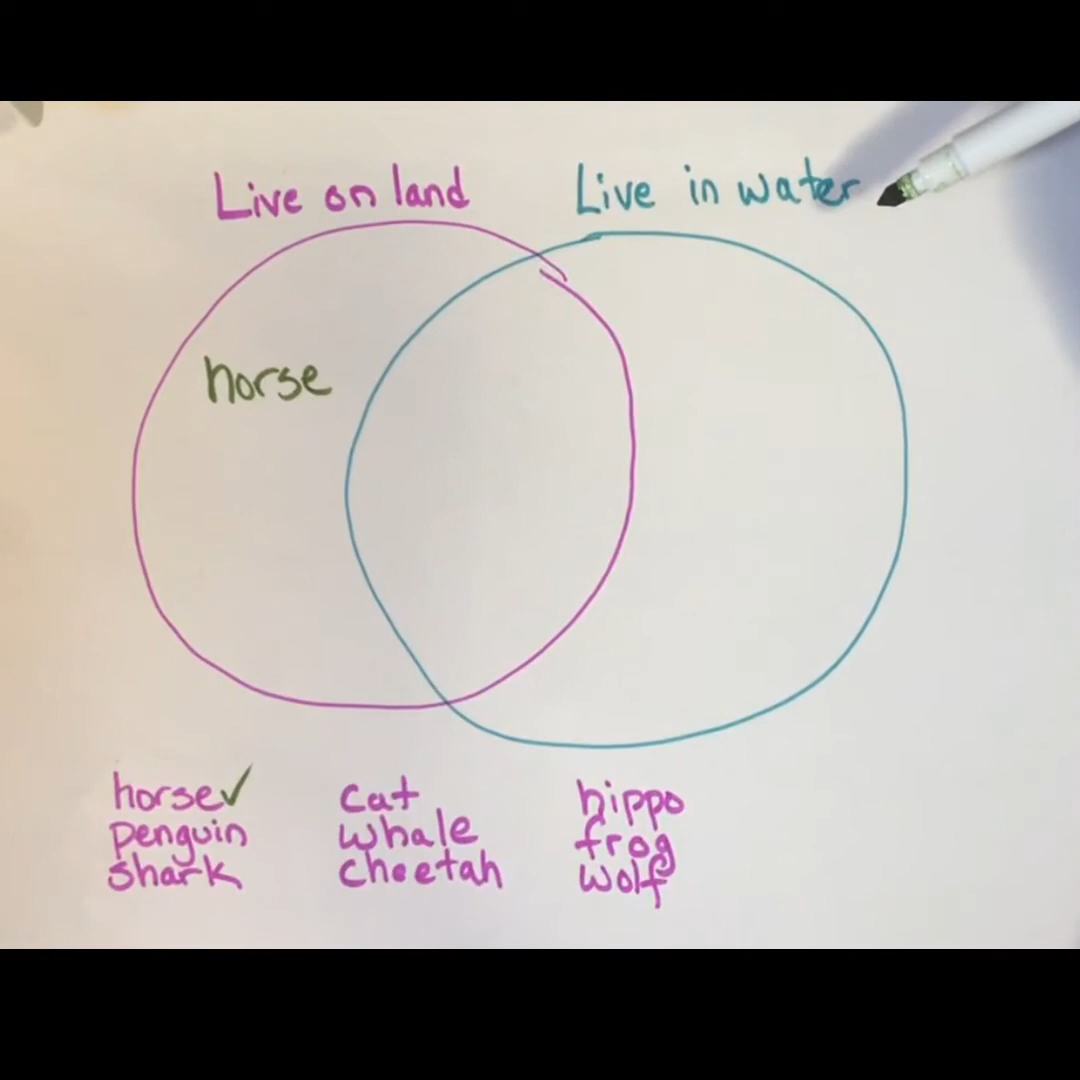 Live on land
Live in water
horse
horse✓
penguin
shark
cat
whale
cheetah
hippo
frog
wolf